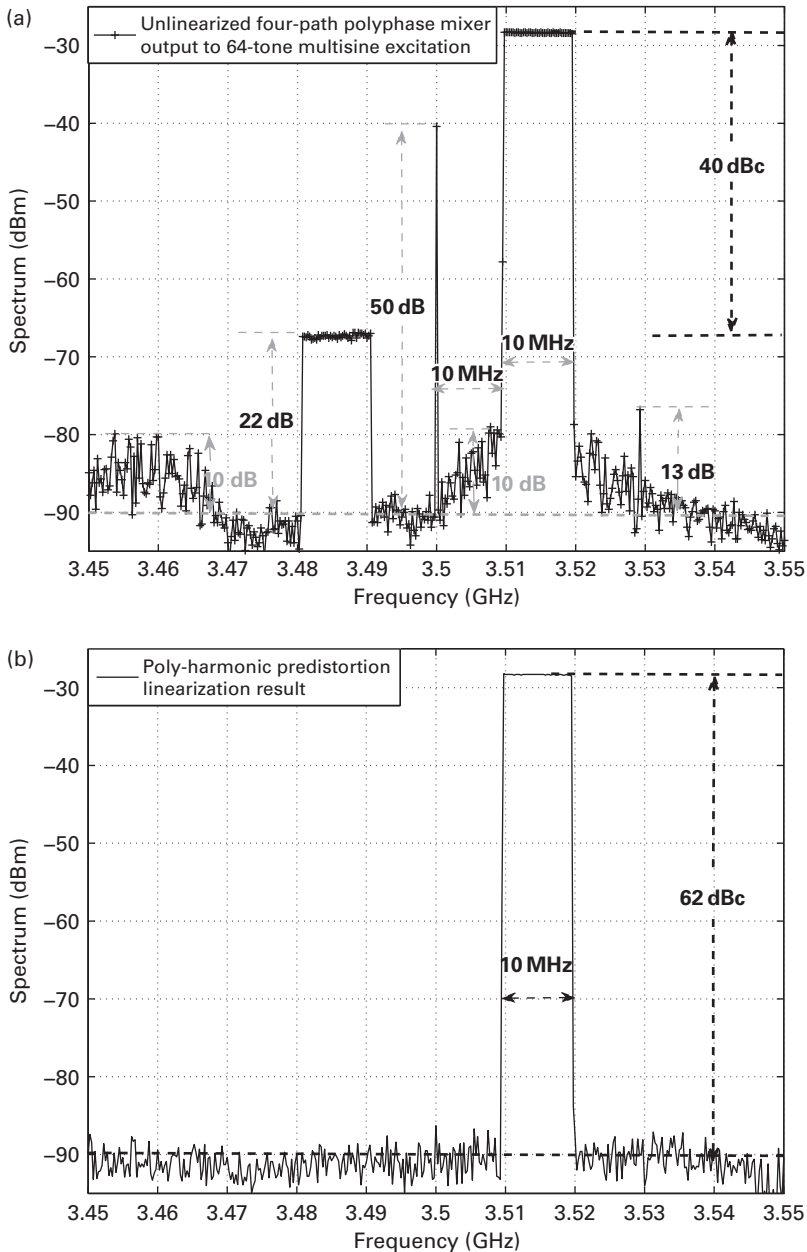 (a)
Unlinearized four-path polyphase mixer
output to 64-tone multisine excitation
Spectrum (dBm)
−30
−40
−50
−60
−70
−80
−90
40 dBc
50 dB
10 MHz
10 MHz
22 dB
10 dB
10 dB
13 dB
3.45 3.46 3.47 3.48 3.49 3.5 3.51 3.52 3.53 3.54 3.55
Frequency (GHz)
(b)
Poly-harmonic predistortion
linearization result
Spectrum (dBm)
−30
−40
−50
−60
−70
−80
−90
62 dBc
10 MHz
3.45 3.46 3.47 3.48 3.49 3.5 3.51 3.52 3.53 3.54 3.55
Frequency (GHz)